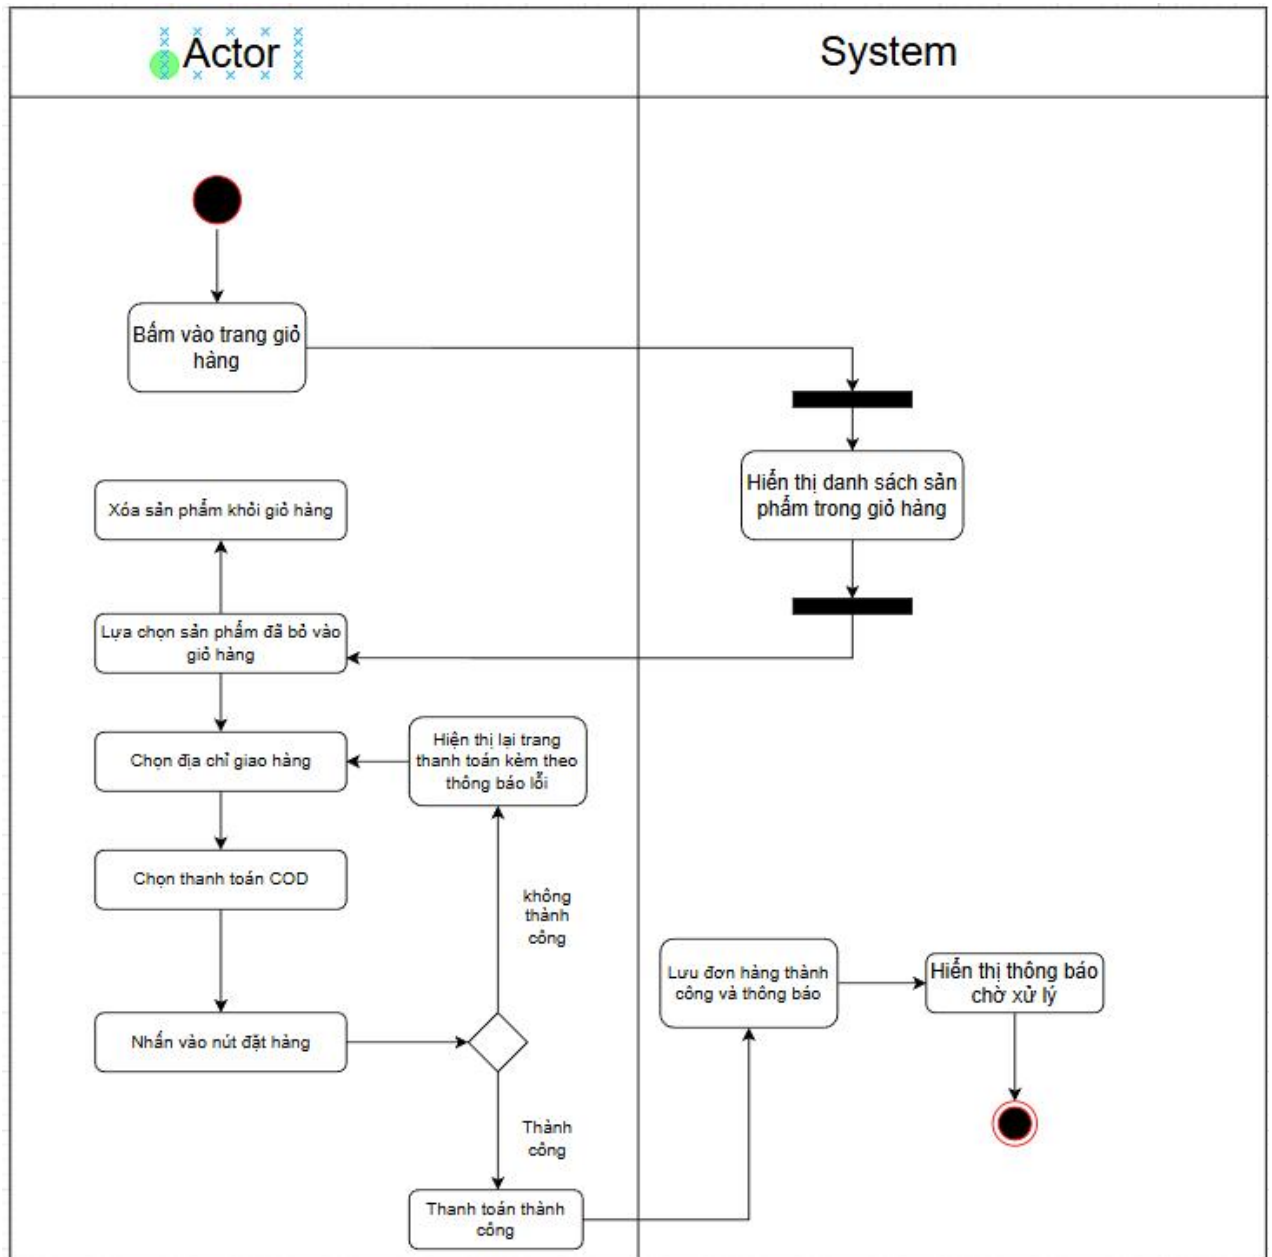 Actor
System
Bấm vào trang giỏ
hàng
Hiển thị danh sách sản
phẩm trong giỏ hàng
Xóa sản phẩm khỏi giỏ hàng
Lựa chọn sản phẩm đã bỏ vào
giỏ hàng
Chọn địa chỉ giao hàng
Hiện thị lại trang
thanh toán kèm theo
thông báo lỗi
Chọn thanh toán COD
không
thành
công
Lưu đơn hàng thành
công và thông báo
Hiển thị thông báo
chờ xử lý
Nhấn vào nút đặt hàng
Thành
công
Thanh toán thành
công